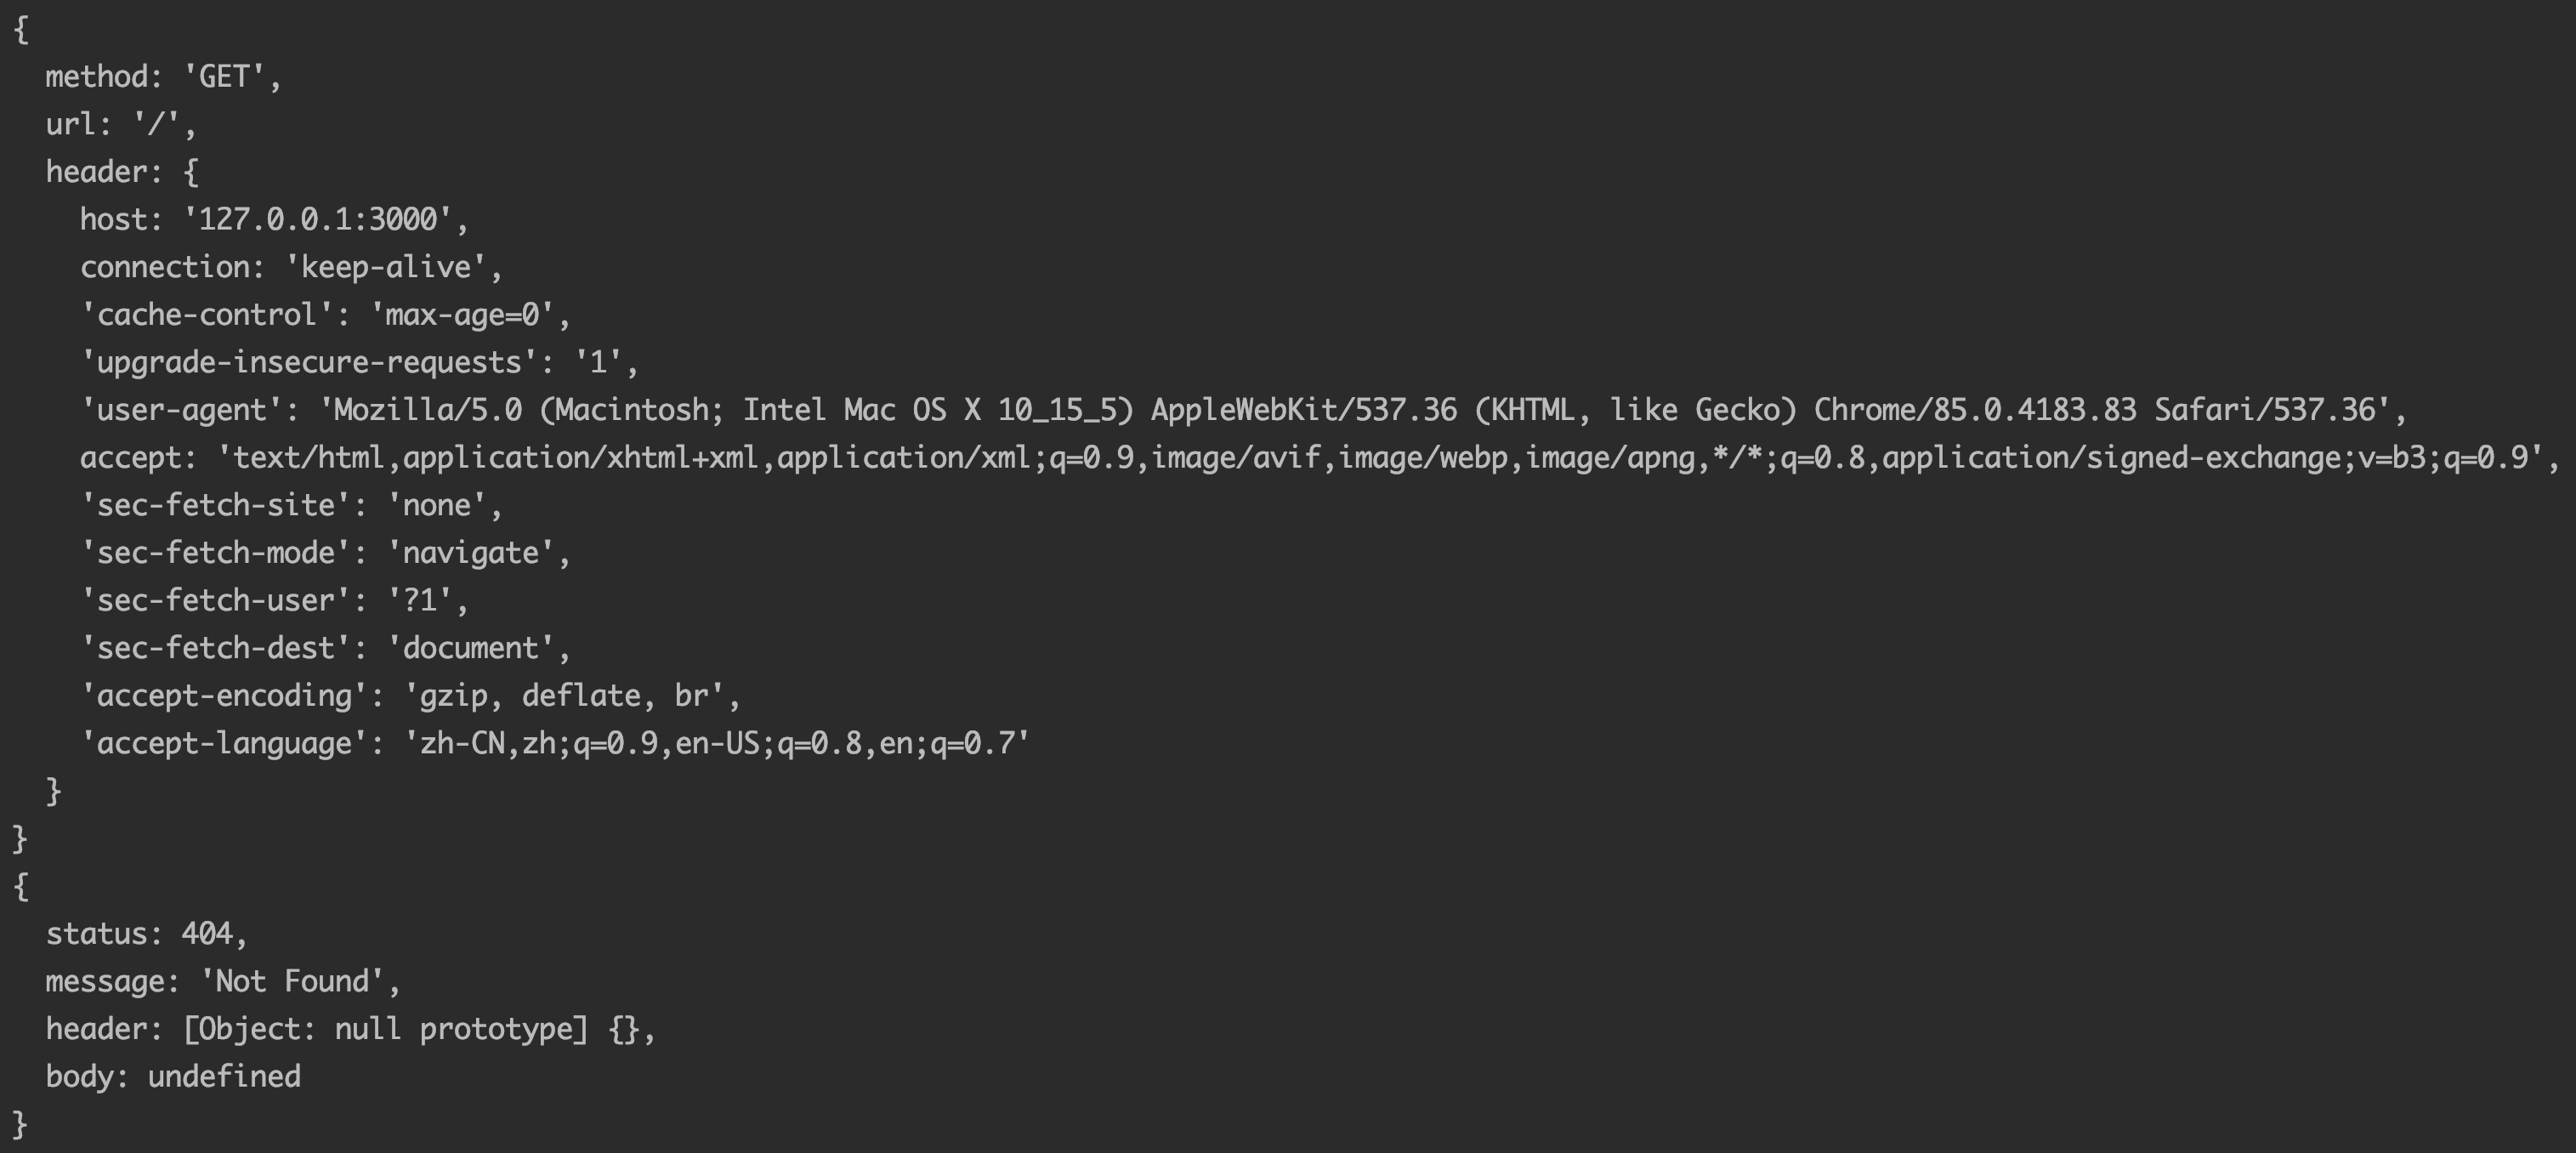 {
  method: 'GET',
  url: '/',
  header: {
    host: '127.0.0.1:3000',
    connection: 'keep-alive',
    'cache-control': 'max-age=0',
    'upgrade-insecure-requests': '1',
    'user-agent': 'Mozilla/5.0 (Macintosh; Intel Mac OS X 10_15_5) AppleWebKit/537.36 (KHTML, like Gecko) Chrome/85.0.4183.83 Safari/537.36',
    accept: 'text/html,application/xhtml+xml,application/xml;q=0.9,image/avif,image/webp,image/apng,*/*;q=0.8,application/signed-exchange;v=b3;q=0.9',
    'sec-fetch-site': 'none',
    'sec-fetch-mode': 'navigate',
    'sec-fetch-user': '?1',
    'sec-fetch-dest': 'document',
    'accept-encoding': 'gzip, deflate, br',
    'accept-language': 'zh-CN,zh;q=0.9,en-US;q=0.8,en;q=0.7'
  }
}
{
  status: 404,
  message: 'Not Found',
  header: [Object: null prototype] {},
  body: undefined
}